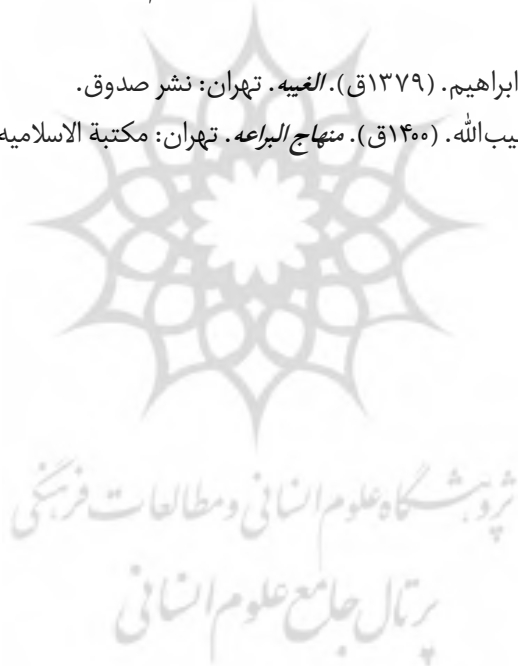 ابراهیم. (۱۳۷۹ق). الغیبه. تهران: نشر صدوق.
یب‌الله. (۱۴۰۰ق). منهاج البراعه. تهران: مکتبة الاسلامیه
پژوهشگاه علوم انسانی و مطالعات فرهنگی
پرتال جامع علوم انسانی